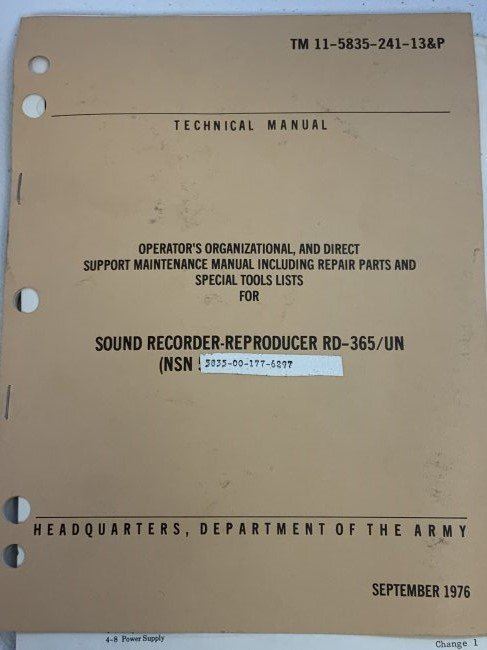 TM 11-5835-241-13&P
TECHNICAL MANUAL
OPERATOR'S ORGANIZATIONAL, AND DIRECT
SUPPORT MAINTENANCE MANUAL INCLUDING REPAIR PARTS AND
SPECIAL TOOLS LISTS
FOR
SOUND RECORDER-REPRODUCER RD-365/UN
(NSN 5835-00-177-6297
HEADQUARTERS, DEPARTMENT OF THE ARMY
SEPTEMBER 1976
4-8 Power Supply
Change 1